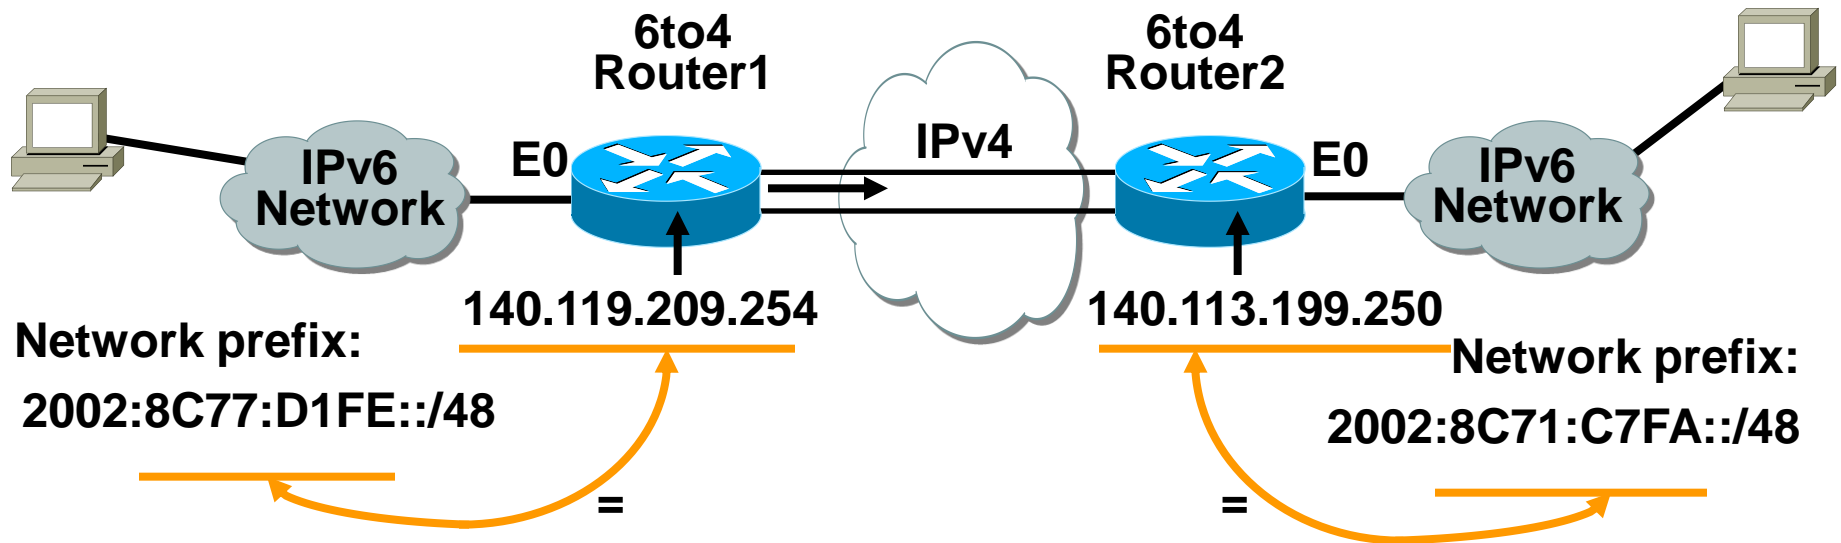 6to4
Router1
6to4
Router2
IPv6
Network
E0
IPv4
E0
IPv6
Network
140.119.209.254
140.113.199.250
Network prefix:
2002:8C77:D1FE::/48
Network prefix:
2002:8C71:C7FA::/48
=
=